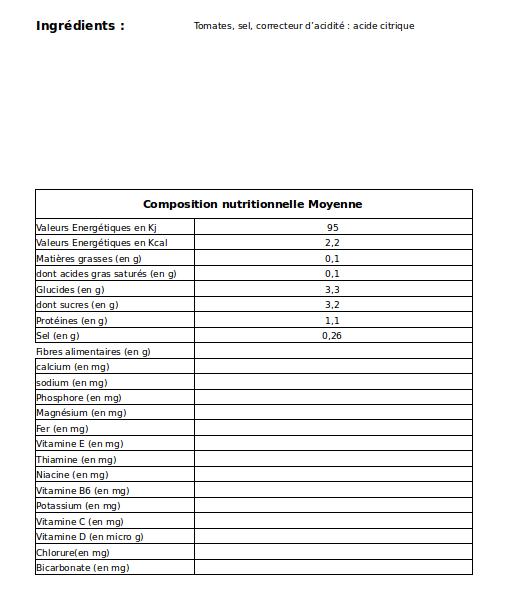 Ingrédients : Tomates, sel, correcteur d'acidité : acide citrique
Composition nutritionnelle Moyenne
Valeurs Energétiques en Kj 95
Valeurs Energétiques en Kcal 2,2
Matières grasses (en g) 0,1
dont acides gras saturés (en g) 0,1
Glucides (en g) 3,3
dont sucres (en g) 3,2
Protéines (en g) 1,1
Sel (en g) 0,26
Fibres alimentaires (en g)
calcium (en mg)
sodium (en mg)
Phosphore (en mg)
Magnésium (en mg)
Fer (en mg)
Vitamine E (en mg)
Thiamine (en mg)
Niacine (en mg)
Vitamine B6 (en mg)
Potassium (en mg)
Vitamine C (en mg)
Vitamine D (en micro g)
Chlorure(en mg)
Bicarbonate (en mg)